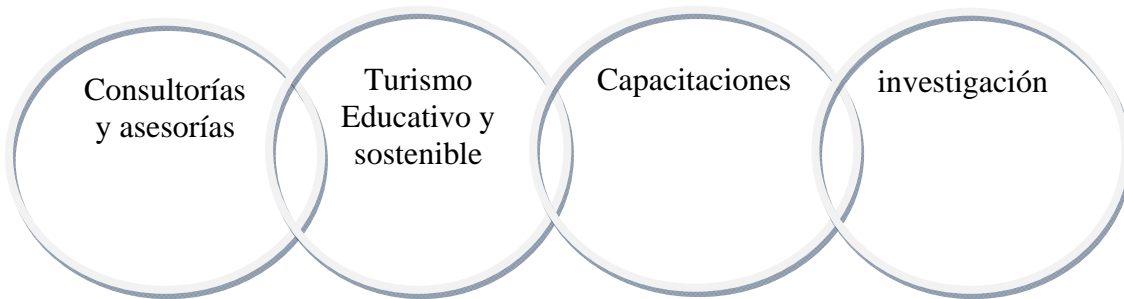 Consultorías
y asesorías
Turismo
Educativo y
sostenible
Capacitaciones
investigación